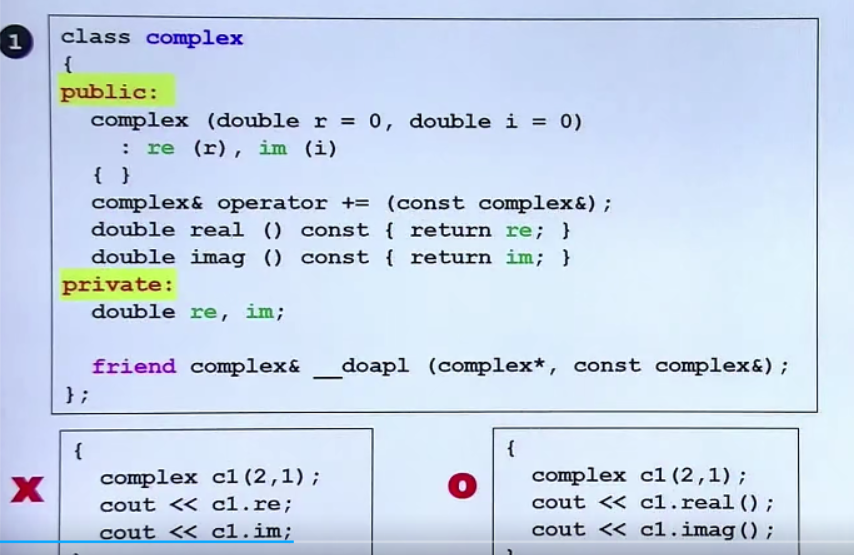 1
class complex
{
public:
complex (double r = 0, double i = 0)
: re (r), im (i)
{ }
complex& operator += (const complex&);
double real () const { return re; }
double imag () const { return im; }
private:
double re, im;
friend complex& __doapl (complex*, const complex&);
};
X
{
complex c1(2,1);
cout << c1.re;
cout << c1.im;
}
O
{
complex c1(2,1);
cout << c1.real();
cout << c1.imag();
}